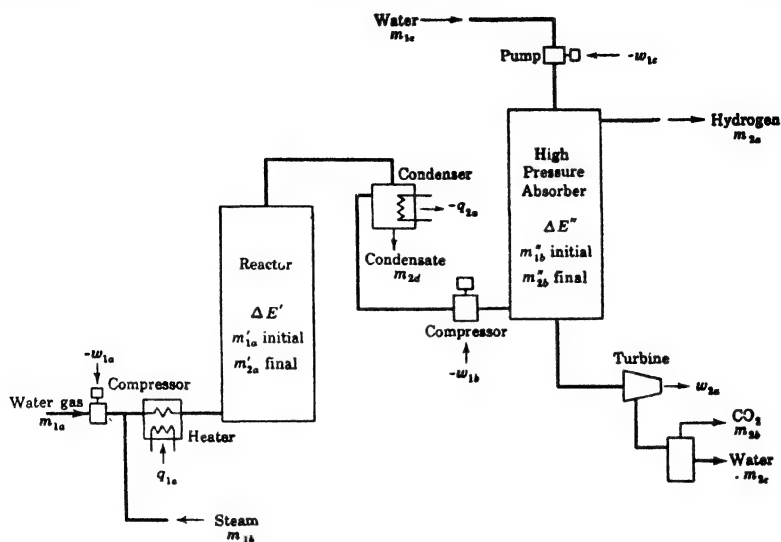 Water
m₁c
Pump
-w₁c
Hydrogen
m₂a
High
Pressure
Absorber
ΔE″
m″₁b initial
m″₂b final
Condenser
-q₂a
Condensate
m₂d
Reactor
ΔE′
m′₁a initial
m′₂a final
Compressor
-w₁b
Turbine
w₂a
CO₂
m₂b
Water
m₂c
-w₁a
Compressor
Water gas
m₁a
Heater
q₁a
Steam
m₁b